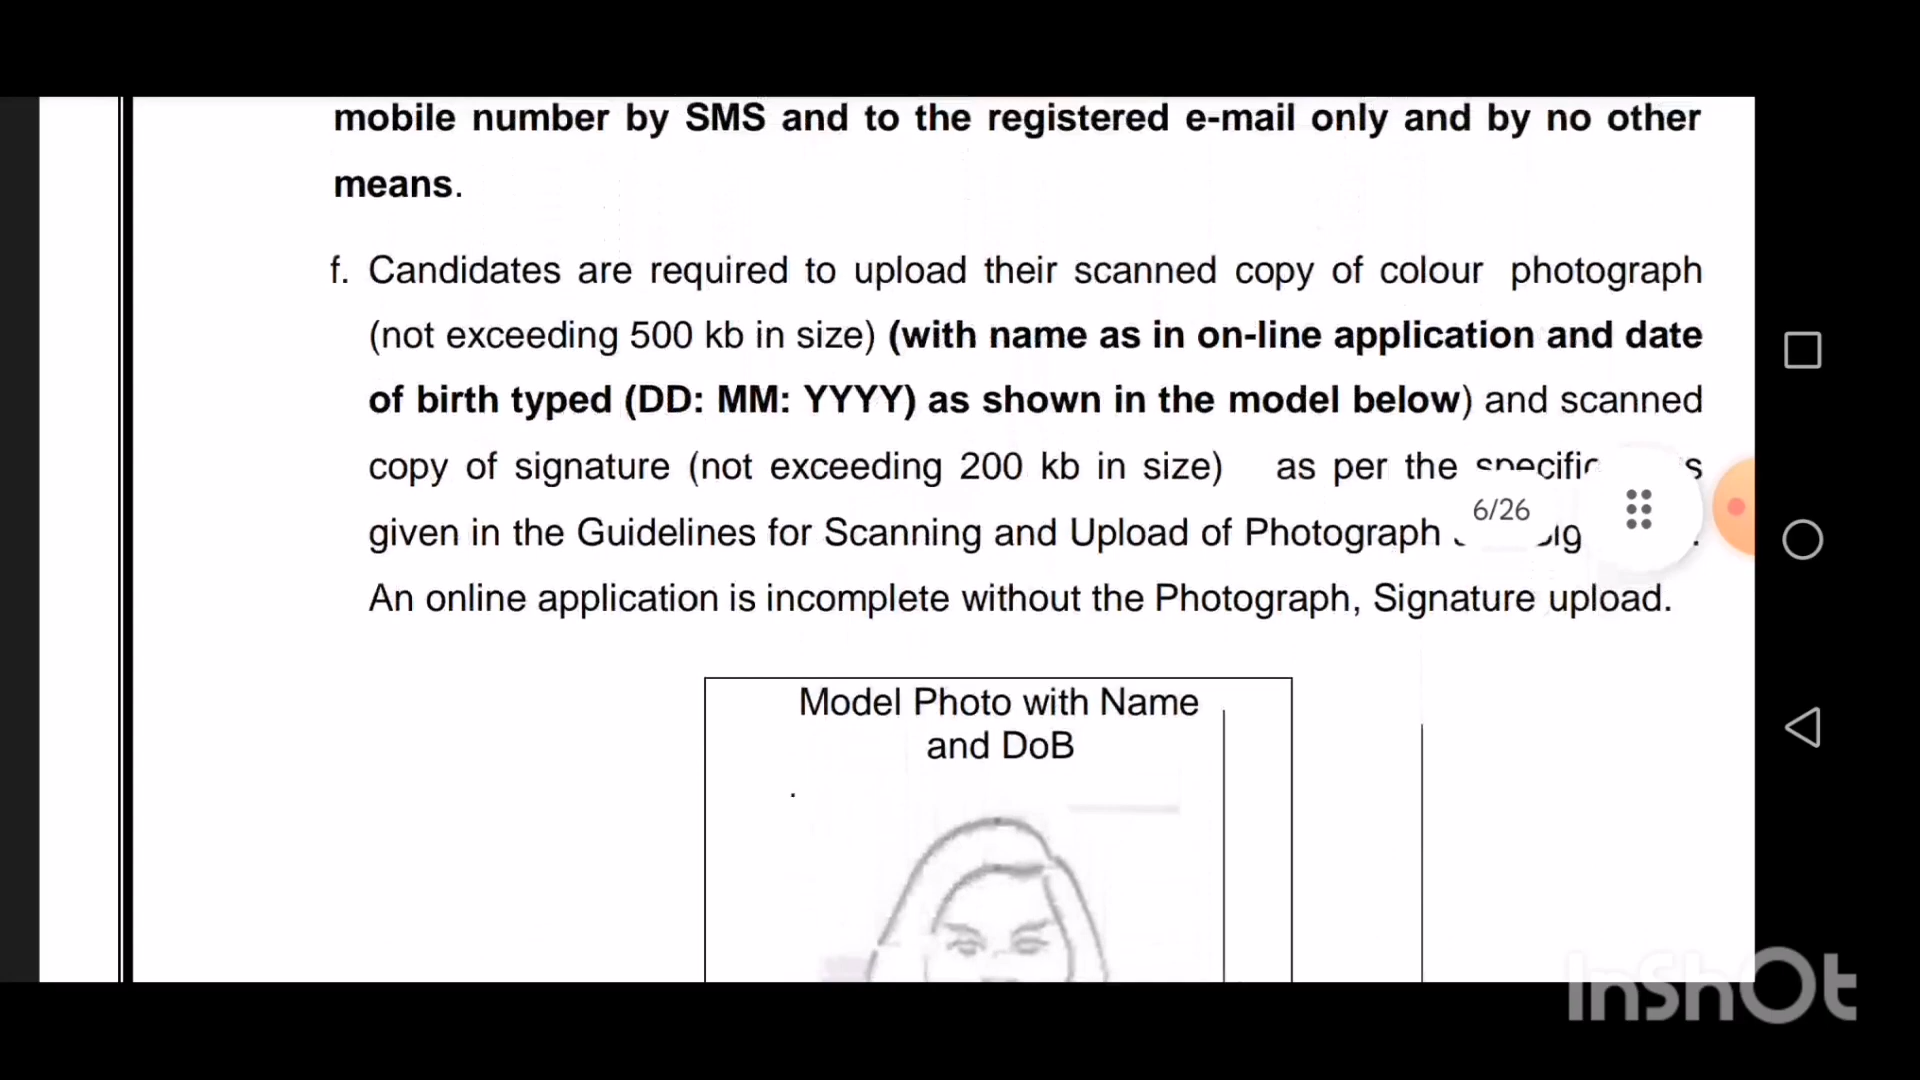 mobile number by SMS and to the registered e-mail only and by no other
means.
f. Candidates are required to upload their scanned copy of colour photograph
(not exceeding 500 kb in size) (with name as in on-line application and date
of birth typed (DD: MM: YYYY) as shown in the model below) and scanned
copy of signature (not exceeding 200 kb in size) as per the
6/26
given in the Guidelines for Scanning and Upload of Photograph
An online application is incomplete without the Photograph, Signature upload.
Model Photo with Name
and DoB
InShOt